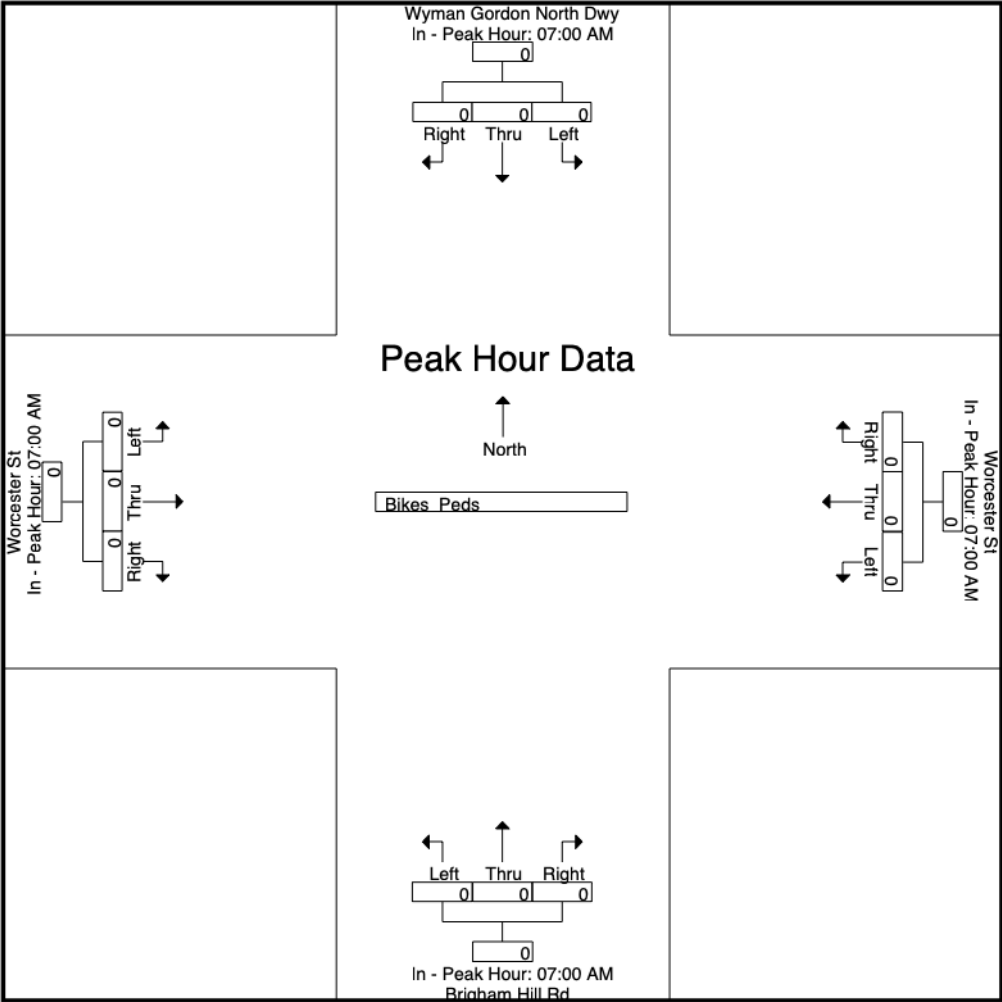 Wyman Gordon North Dwy
In - Peak Hour: 07:00 AM
0
0 0 0
Right Thru Left
Peak Hour Data
North
Bikes Peds
Worcester St
In - Peak Hour: 07:00 AM
0
0 0 0
Left Thru Right
Worcester St
In - Peak Hour: 07:00 AM
0
0 0 0
Right Thru Left
Left Thru Right
0 0 0
0
In - Peak Hour: 07:00 AM
Brigham Hill Rd